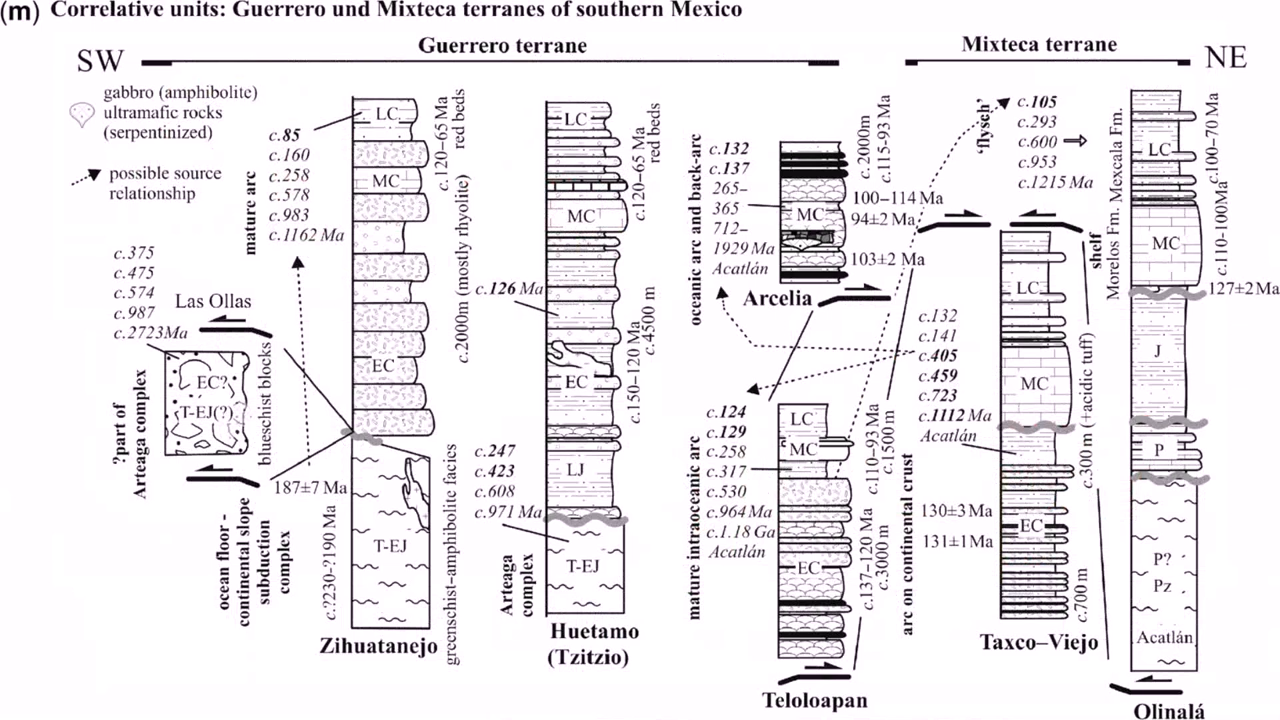 (m) Correlative units: Guerrero und Mixteca terranes of southern Mexico
SW
Guerrero terrane
Mixteca terrane
NE
gabbro (amphibolite)
ultramafic rocks
(serpentinized)
possible source
relationship
c.375
c.475
c.574
c.987
c.2723Ma
Las Ollas
EC?
T-EJ(?)
?part of
Arteaga complex
blueschist blocks
ocean floor -
continental slope
subduction
complex
mature arc
c.85
c.160
c.258
c.578
c.983
c.1162 Ma
LC
MC
EC
T-EJ
187±7 Ma
c.?230-?190 Ma
c.120–65 Ma
red beds
c.2000m (mostly rhyolite)
greenschist–amphibolite facies
Zihuatanejo
LC
MC
EC
LJ
T-EJ
c.126 Ma
c.247
c.423
c.608
c.971 Ma
Arteaga
complex
c.120–65 Ma
red beds
c.150–120 Ma
c.4500 m
Huetamo
(Tzitzio)
oceanic arc and back-arc
c.132
c.137
265–
365
712–
1929 Ma
Acatlán
MC
c.2000m
c.115-93 Ma
100–114 Ma
94±2 Ma
103±2 Ma
Arcelia
mature intraoceanic arc
c.124
c.129
c.258
c.317
c.530
c.964 Ma
c.1.18 Ga
Acatlán
LC
MC
EC
c.110–93 Ma
c.1500 m
c.137–120 Ma
c.3000 m
Teloloapan
'flysch'
c.105
c.293
c.600
c.953
c.1215 Ma
c.132
c.141
c.405
c.459
c.723
c.1112 Ma
Acatlán
130±3 Ma
131±1 Ma
arc on continental crust
LC
MC
EC
c.300 m (+acidic tuff)
c.700 m
Taxco–Viejo
shelf
Morelos Fm. Mexcala Fm.
LC
MC
J
P
P?
Pz
Acatlán
c.100–70 Ma
c.110-100Ma
127±2 Ma
Olinalá